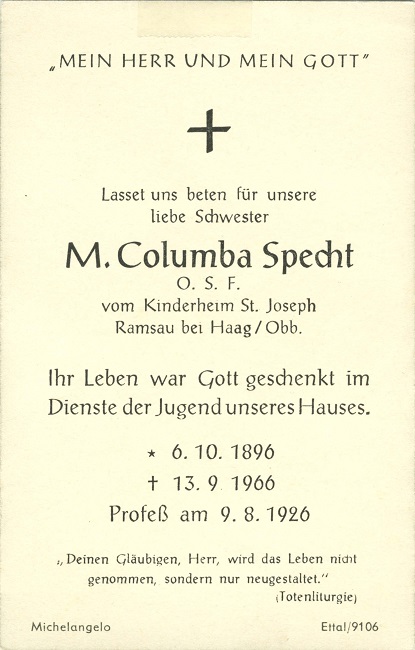 „MEIN HERR UND MEIN GOTT“
Lasset uns beten für unsere
liebe Schwester
M. Columba Specht
O. S. F.
vom Kinderheim St. Joseph
Ramsau bei Haag/Obb.
Ihr Leben war Gott geschenkt im
Dienste der Jugend unseres Hauses.
* 6. 10. 1896
† 13. 9 1966
Profeß am 9. 8. 1926
„Deinen Gläubigen, Herr, wird das Leben nicht
genommen, sondern nur neugestaltet.“
(Totenliturgie)
Michelangelo Ettal/9106